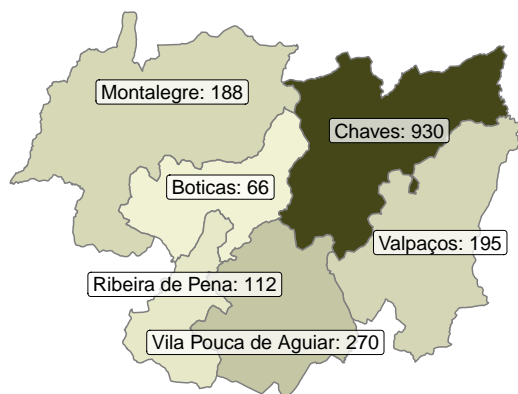 Montalegre: 188
Chaves: 930
Boticas: 66
Valpaços: 195
Ribeira de Pena: 112
Vila Pouca de Aguiar: 270